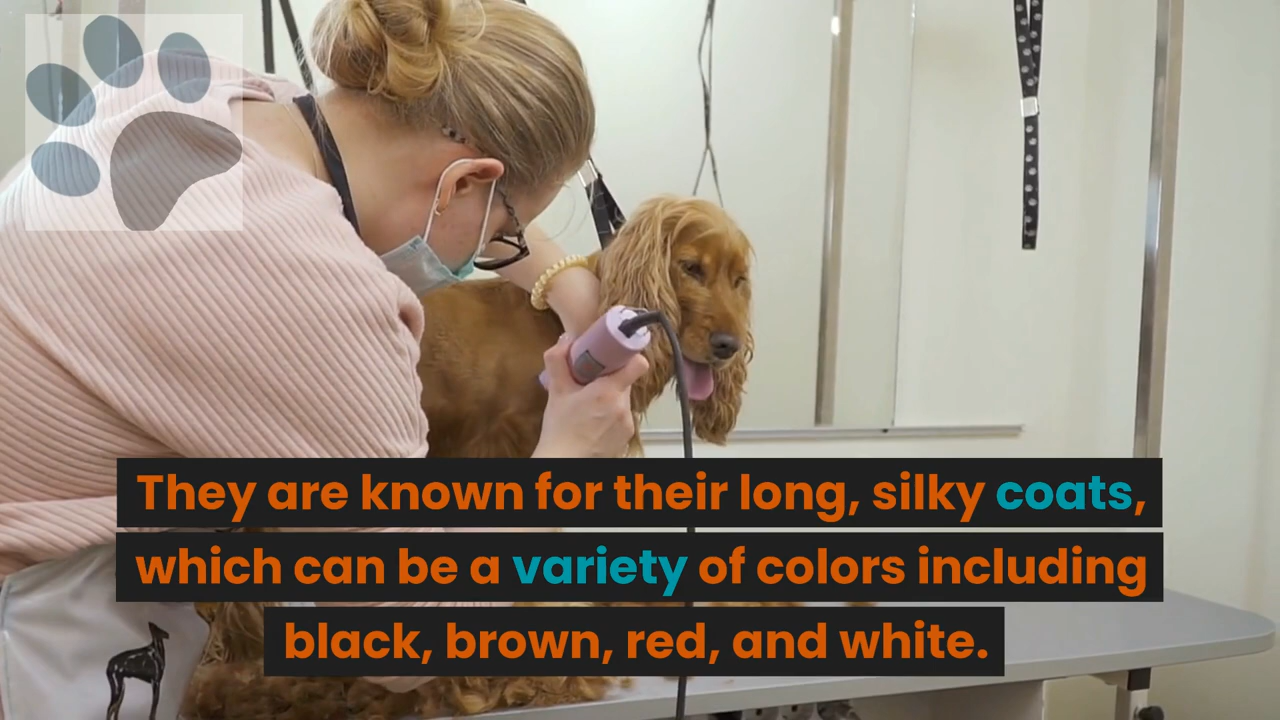 They are known for their long, silky coats,
which can be a variety of colors including
black, brown, red, and white.